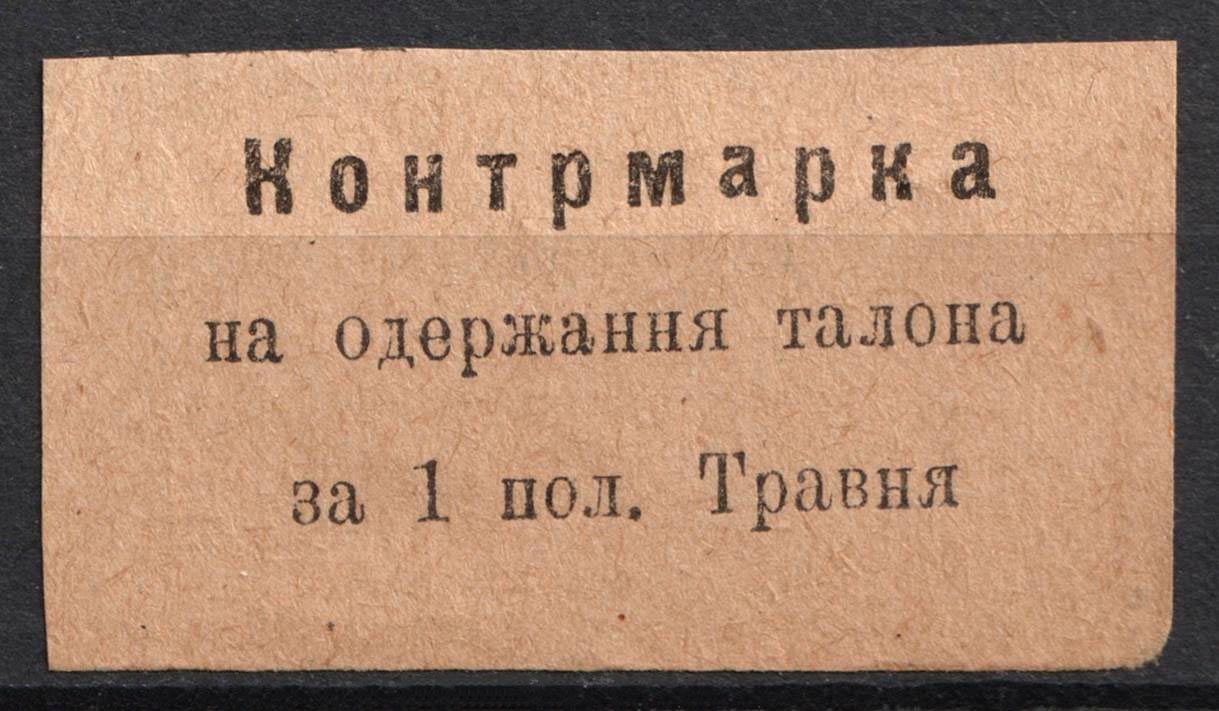 Контрмарка
на одержання талона
за 1 пол. Травня